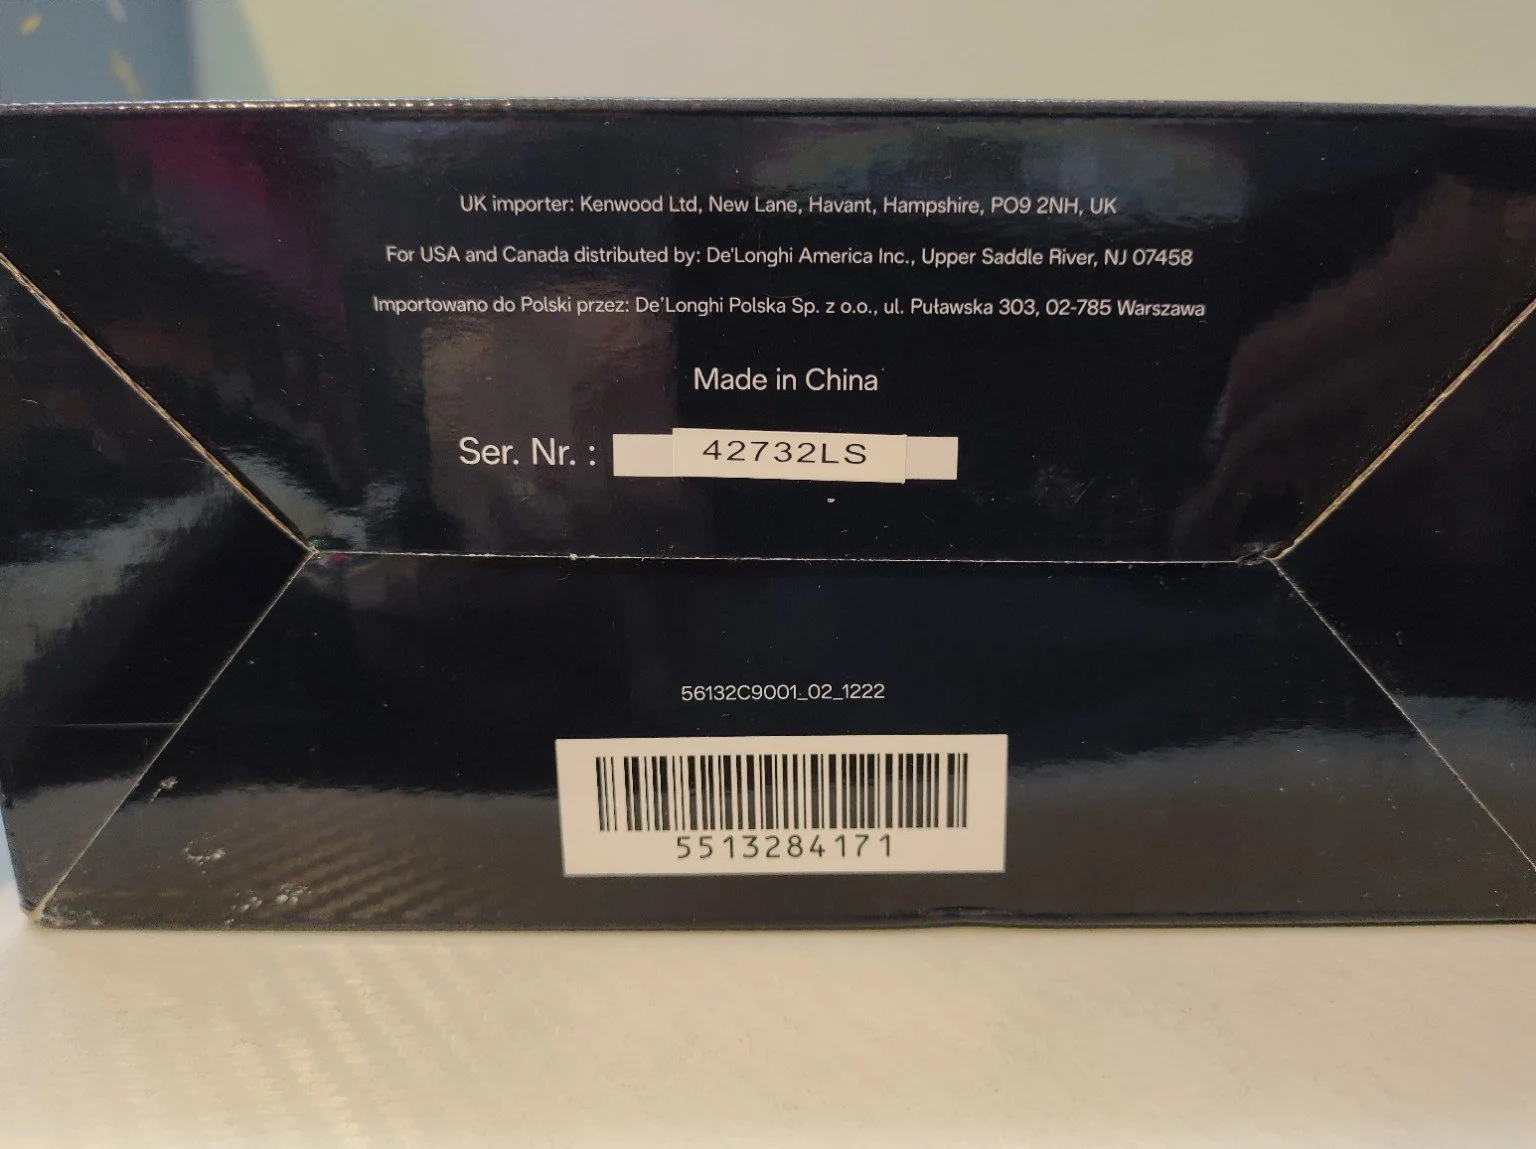 UK importer: Kenwood Ltd, New Lane, Havant, Hampshire, PO9 2NH, UK
For USA and Canada distributed by: De'Longhi America Inc., Upper Saddle River, NJ 07458
Importowano do Polski przez: De'Longhi Polska Sp. z o.o., ul. Puławska 303, 02-785 Warszawa
Made in China
Ser. Nr. : 42732LS
56132C9001_02_1222
5513284171